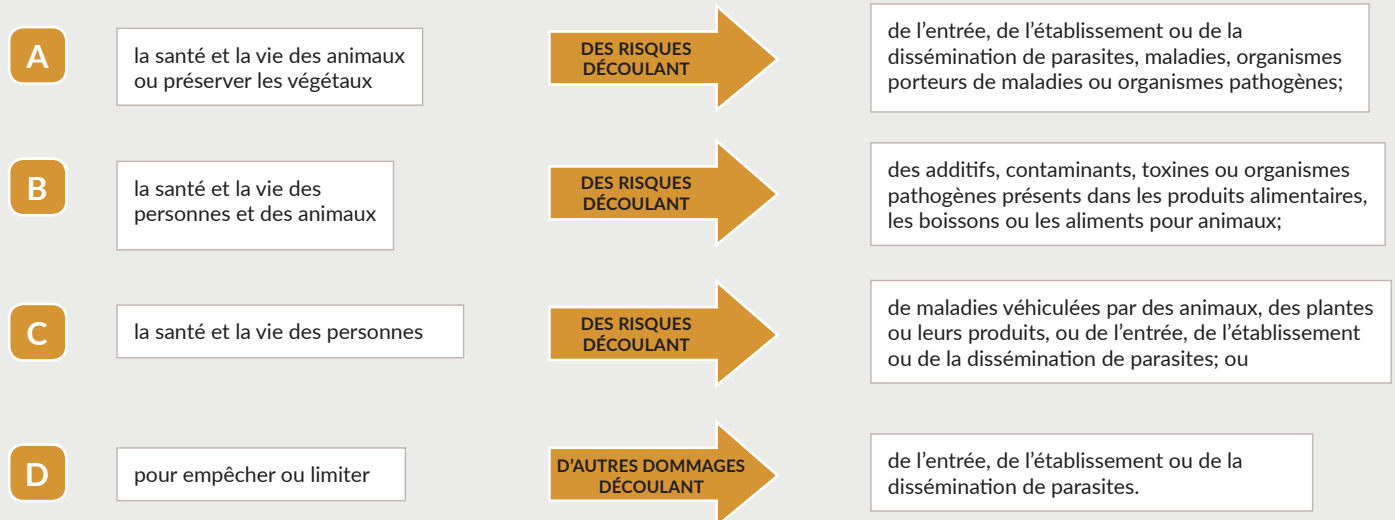 A
la santé et la vie des animaux
ou préserver les végétaux
DES RISQUES
DÉCOULANT
de l’entrée, de l’établissement ou de la
dissémination de parasites, maladies, organismes
porteurs de maladies ou organismes pathogènes;
B
la santé et la vie des
personnes et des animaux
DES RISQUES
DÉCOULANT
des additifs, contaminants, toxines ou organismes
pathogènes présents dans les produits alimentaires,
les boissons ou les aliments pour animaux;
C
la santé et la vie des personnes
DES RISQUES
DÉCOULANT
de maladies véhiculées par des animaux, des plantes
ou leurs produits, ou de l’entrée, de l’établissement
ou de la dissémination de parasites; ou
D
pour empêcher ou limiter
D’AUTRES DOMMAGES
DÉCOULANT
de l’entrée, de l’établissement ou de la
dissémination de parasites.